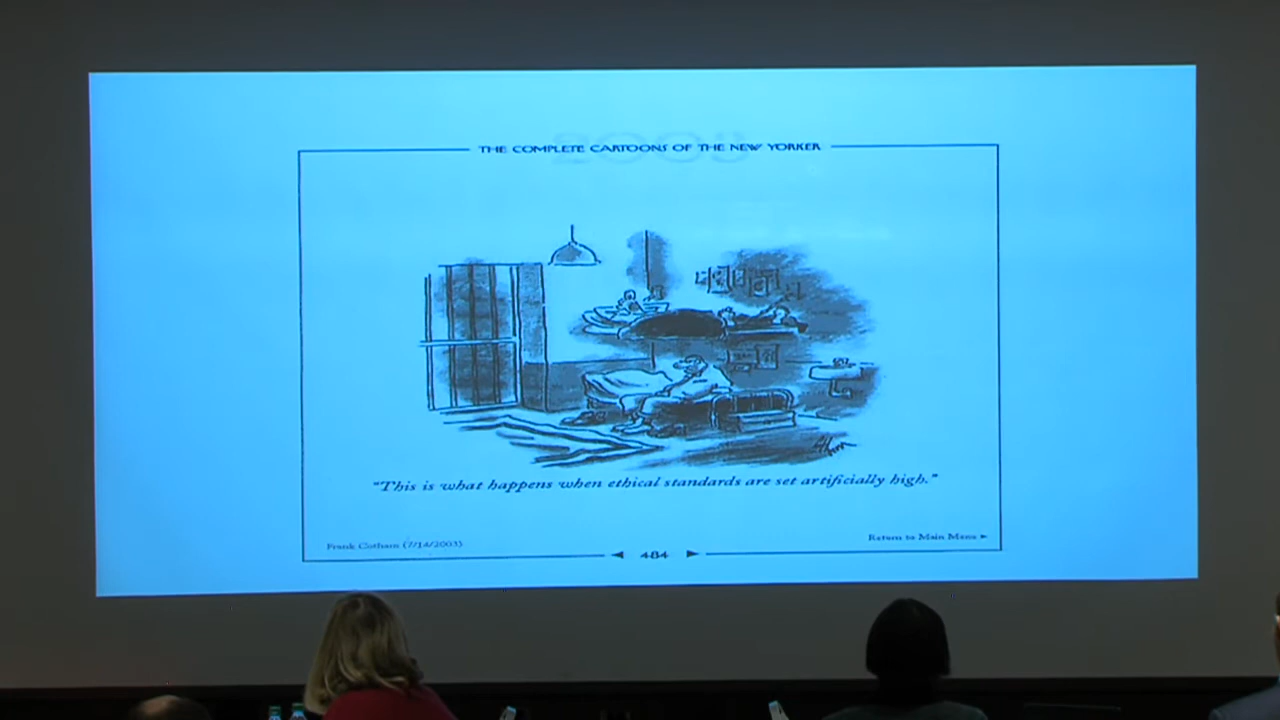 2003
THE COMPLETE CARTOONS OF THE NEW YORKER
"This is what happens when ethical standards are set artificially high."
Frank Cotham (7/14/2003)
Return to Main Menu ►
◄ 484 ►